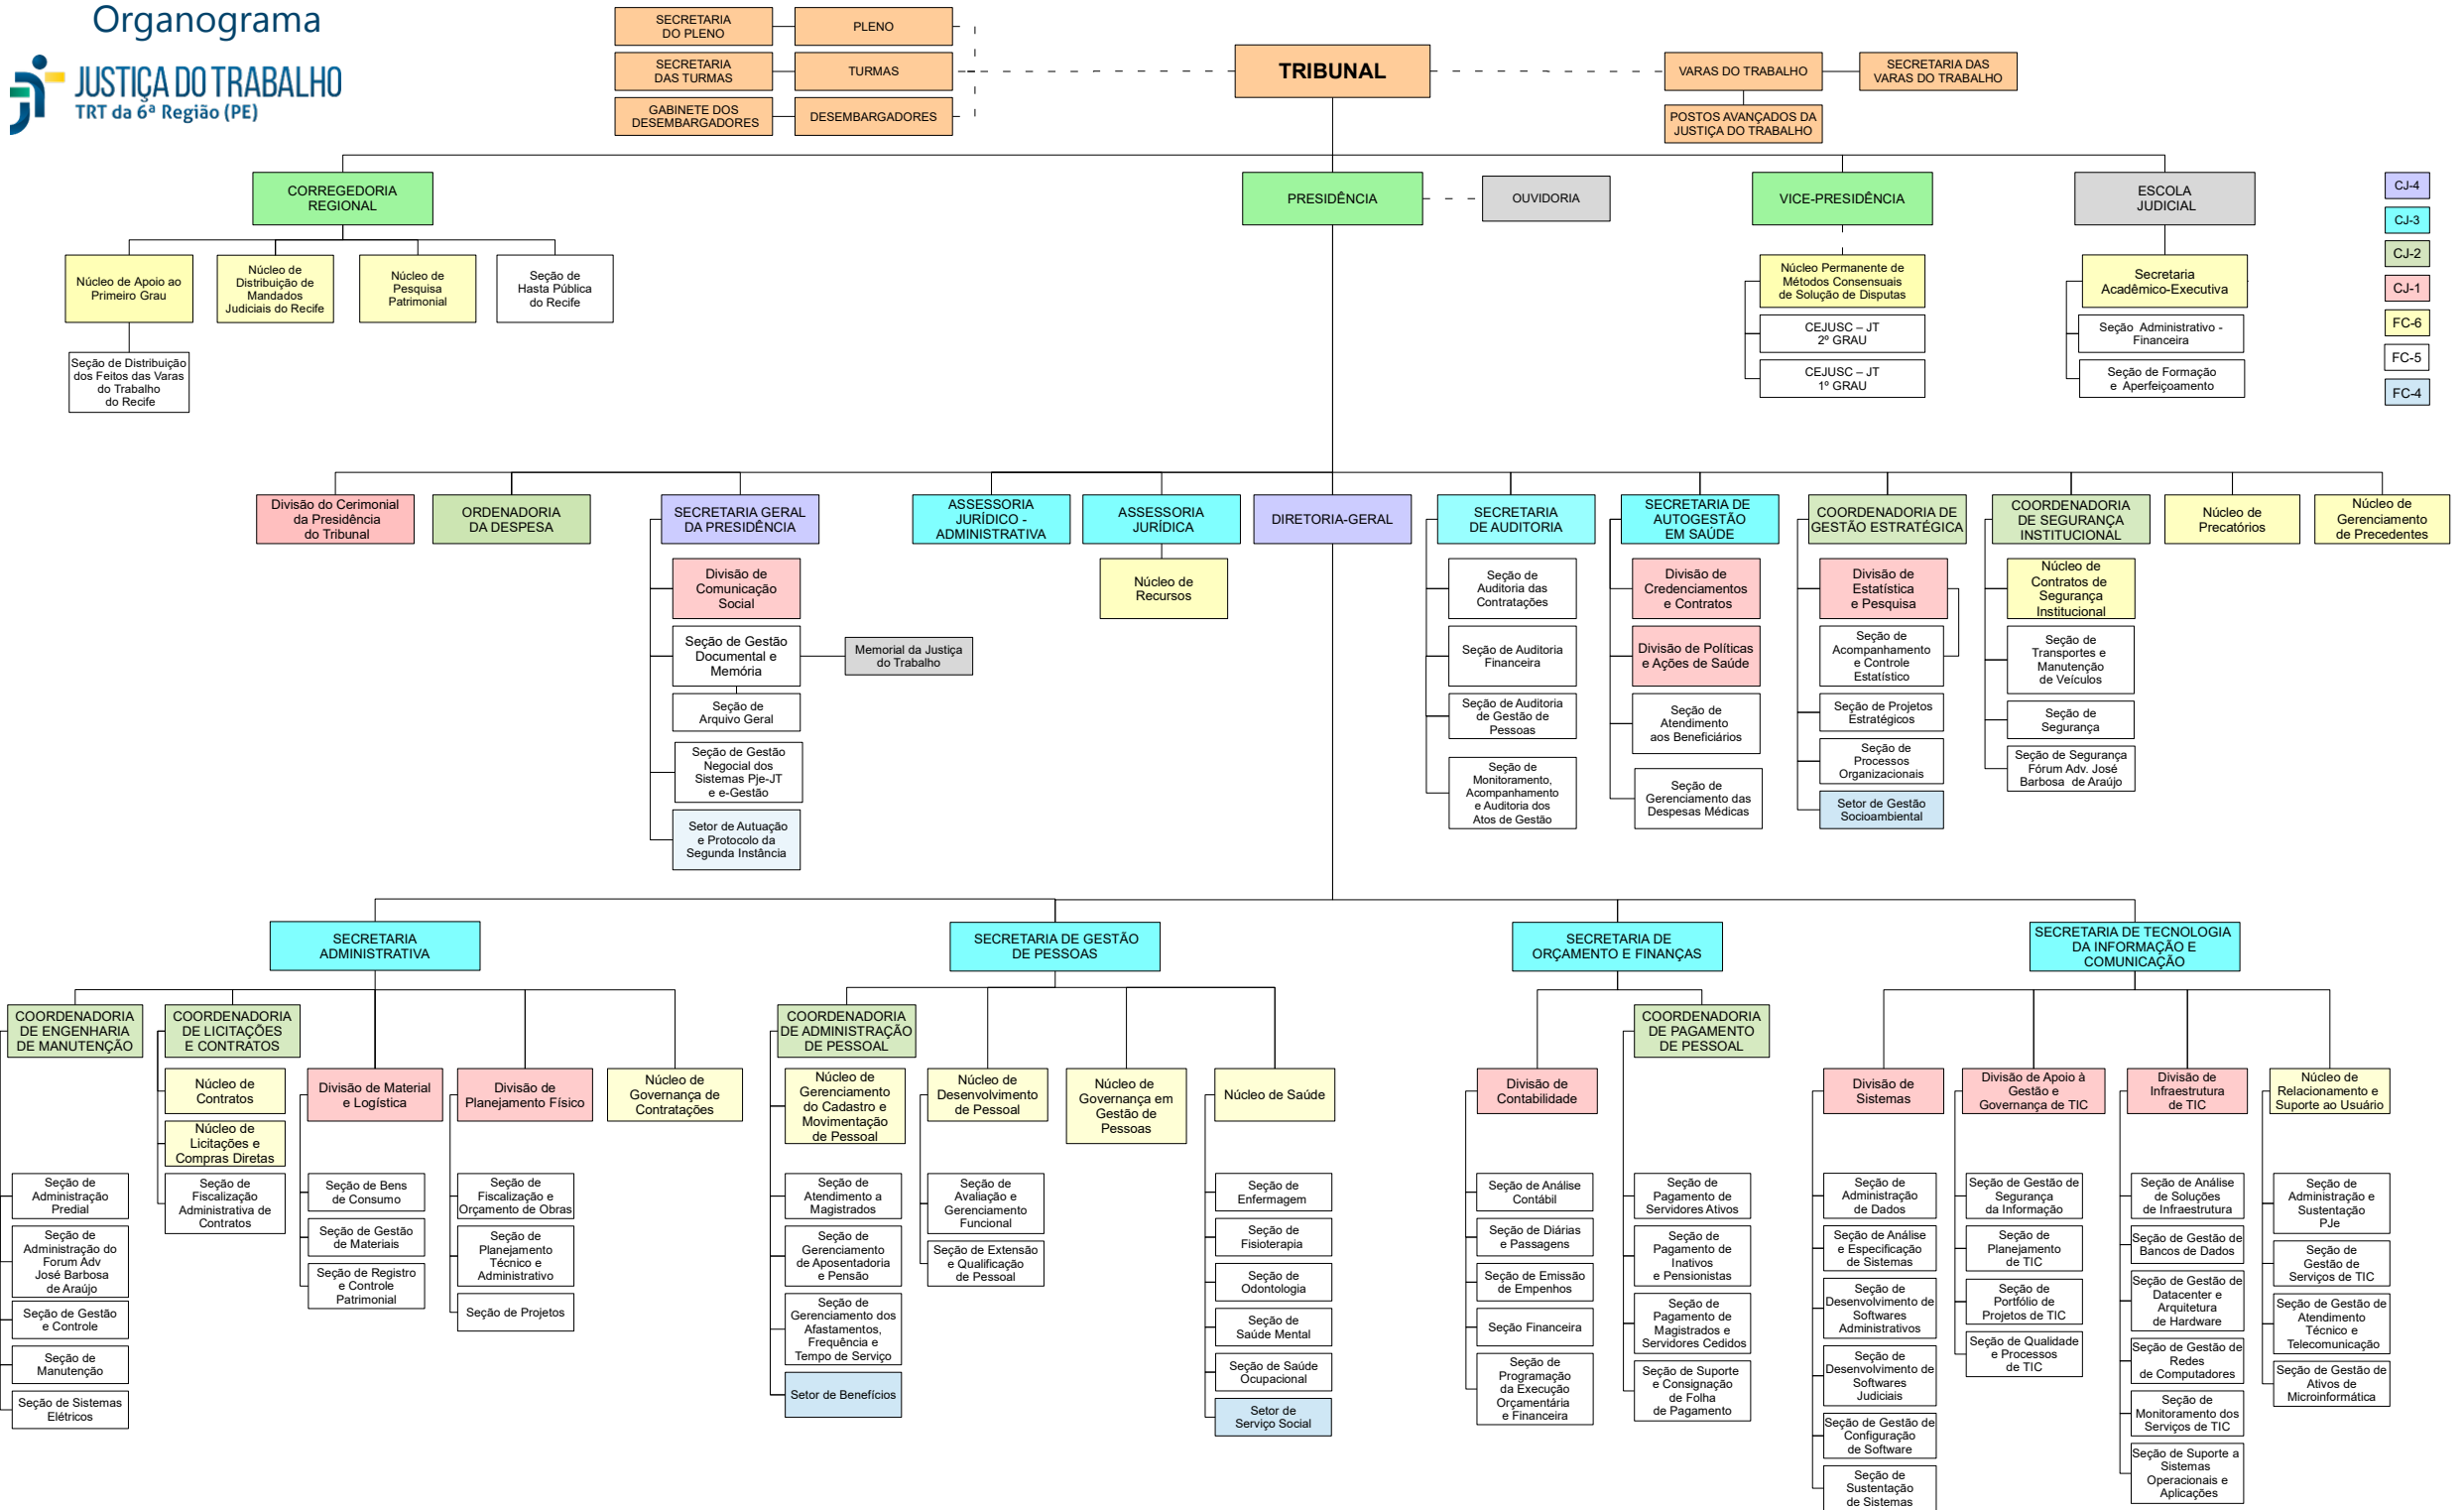 Organograma
JUSTIÇA DO TRABALHO
TRT da 6ª Região (PE)
SECRETARIA
DO PLENO
PLENO
SECRETARIA
DAS TURMAS
TURMAS
GABINETE DOS
DESEMBARGADORES
DESEMBARGADORES
TRIBUNAL
VARAS DO TRABALHO
SECRETARIA DAS
VARAS DO TRABALHO
POSTOS AVANÇADOS DA
JUSTIÇA DO TRABALHO
CORREGEDORIA
REGIONAL
PRESIDÊNCIA
OUVIDORIA
VICE-PRESIDÊNCIA
ESCOLA
JUDICIAL
CJ-4
CJ-3
CJ-2
CJ-1
FC-6
FC-5
FC-4
Núcleo de Apoio ao
Primeiro Grau
Núcleo de
Distribuição de
Mandados
Judiciais do Recife
Núcleo de
Pesquisa
Patrimonial
Seção de
Hasta Pública
do Recife
Seção de Distribuição
dos Feitos das Varas
do Trabalho
do Recife
Núcleo Permanente de
Métodos Consensuais
de Solução de Disputas
CEJUSC – JT
2º GRAU
CEJUSC – JT
1º GRAU
Secretaria
Acadêmico-Executiva
Seção Administrativo -
Financeira
Seção de Formação
e Aperfeiçoamento
Divisão do Cerimonial
da Presidência
do Tribunal
ORDENADORIA
DA DESPESA
SECRETARIA GERAL
DA PRESIDÊNCIA
ASSESSORIA
JURÍDICO -
ADMINISTRATIVA
ASSESSORIA
JURÍDICA
DIRETORIA-GERAL
SECRETARIA
DE AUDITORIA
SECRETARIA DE
AUTOGESTÃO
EM SAÚDE
COORDENADORIA DE
GESTÃO ESTRATÉGICA
COORDENADORIA
DE SEGURANÇA
INSTITUCIONAL
Núcleo de
Precatórios
Núcleo de
Gerenciamento
de Precedentes
Divisão de
Comunicação
Social
Seção de Gestão
Documental e
Memória
Memorial da Justiça
do Trabalho
Seção de
Arquivo Geral
Seção de Gestão
Negocial dos
Sistemas Pje-JT
e e-Gestão
Setor de Autuação
e Protocolo da
Segunda Instância
Núcleo de
Recursos
Seção de
Auditoria das
Contratações
Seção de Auditoria
Financeira
Seção de Auditoria
de Gestão de
Pessoas
Seção de
Monitoramento,
Acompanhamento
e Auditoria dos
Atos de Gestão
Divisão de
Credenciamentos
e Contratos
Divisão de Políticas
e Ações de Saúde
Seção de
Atendimento
aos Beneficiários
Seção de
Gerenciamento das
Despesas Médicas
Divisão de
Estatística
e Pesquisa
Seção de
Acompanhamento
e Controle
Estatístico
Seção de Projetos
Estratégicos
Seção de
Processos
Organizacionais
Setor de Gestão
Socioambiental
Núcleo de
Contratos de
Segurança
Institucional
Seção de
Transportes e
Manutenção
de Veículos
Seção de
Segurança
Seção de Segurança
Fórum Adv. José
Barbosa de Araújo
SECRETARIA
ADMINISTRATIVA
SECRETARIA DE GESTÃO
DE PESSOAS
SECRETARIA DE
ORÇAMENTO E FINANÇAS
SECRETARIA DE TECNOLOGIA
DA INFORMAÇÃO E
COMUNICAÇÃO
COORDENADORIA
DE ENGENHARIA
DE MANUTENÇÃO
Seção de
Administração
Predial
Seção de
Administração do
Forum Adv
José Barbosa
de Araújo
Seção de Gestão
e Controle
Seção de
Manutenção
Seção de Sistemas
Elétricos
COORDENADORIA
DE LICITAÇÕES
E CONTRATOS
Núcleo de
Contratos
Núcleo de
Licitações e
Compras Diretas
Seção de
Fiscalização
Administrativa de
Contratos
Divisão de Material
e Logística
Seção de Bens
de Consumo
Seção de Gestão
de Materiais
Seção de Registro
e Controle
Patrimonial
Divisão de
Planejamento Físico
Seção de
Fiscalização e
Orçamento de Obras
Seção de
Planejamento
Técnico e
Administrativo
Seção de Projetos
Núcleo de
Governança de
Contratações
COORDENADORIA
DE ADMINISTRAÇÃO
DE PESSOAL
Núcleo de
Gerenciamento
do Cadastro e
Movimentação
de Pessoal
Seção de
Atendimento a
Magistrados
Seção de
Gerenciamento
de Aposentadoria
e Pensão
Seção de
Gerenciamento dos
Afastamentos,
Frequência e
Tempo de Serviço
Setor de Benefícios
Núcleo de
Desenvolvimento
de Pessoal
Seção de
Avaliação e
Gerenciamento
Funcional
Seção de Extensão
e Qualificação
de Pessoal
Núcleo de
Governança em
Gestão de
Pessoas
Núcleo de Saúde
Seção de
Enfermagem
Seção de
Fisioterapia
Seção de
Odontologia
Seção de
Saúde Mental
Seção de Saúde
Ocupacional
Setor de
Serviço Social
Divisão de
Contabilidade
Seção de Análise
Contábil
Seção de Diárias
e Passagens
Seção de Emissão
de Empenhos
Seção Financeira
Seção de
Programação
da Execução
Orçamentária
e Financeira
COORDENADORIA
DE PAGAMENTO
DE PESSOAL
Seção de
Pagamento de
Servidores Ativos
Seção de
Pagamento de
Inativos
e Pensionistas
Seção de
Pagamento de
Magistrados e
Servidores Cedidos
Seção de Suporte
e Consignação
de Folha
de Pagamento
Divisão de
Sistemas
Seção de
Administração
de Dados
Seção de Análise
e Especificação
de Sistemas
Seção de
Desenvolvimento de
Softwares
Administrativos
Seção de
Desenvolvimento de
Softwares
Judiciais
Seção de Gestão de
Configuração
de Software
Seção de
Sustentação
de Sistemas
Divisão de Apoio à
Gestão e
Governança de TIC
Seção de Gestão de
Segurança
da Informação
Seção de
Planejamento
de TIC
Seção de
Portfólio de
Projetos de TIC
Seção de Qualidade
e Processos
de TIC
Divisão de
Infraestrutura
de TIC
Seção de Análise
de Soluções
de Infraestrutura
Seção de Gestão de
Bancos de Dados
Seção de Gestão de
Datacenter e
Arquitetura
de Hardware
Seção de Gestão de
Redes
de Computadores
Seção de
Monitoramento dos
Serviços de TIC
Seção de Suporte a
Sistemas
Operacionais e
Aplicações
Núcleo de
Relacionamento e
Suporte ao Usuário
Seção de
Administração e
Sustentação
PJe
Seção de
Gestão de
Serviços de TIC
Seção de Gestão de
Atendimento
Técnico e
Telecomunicação
Seção de Gestão de
Ativos de
Microinformática